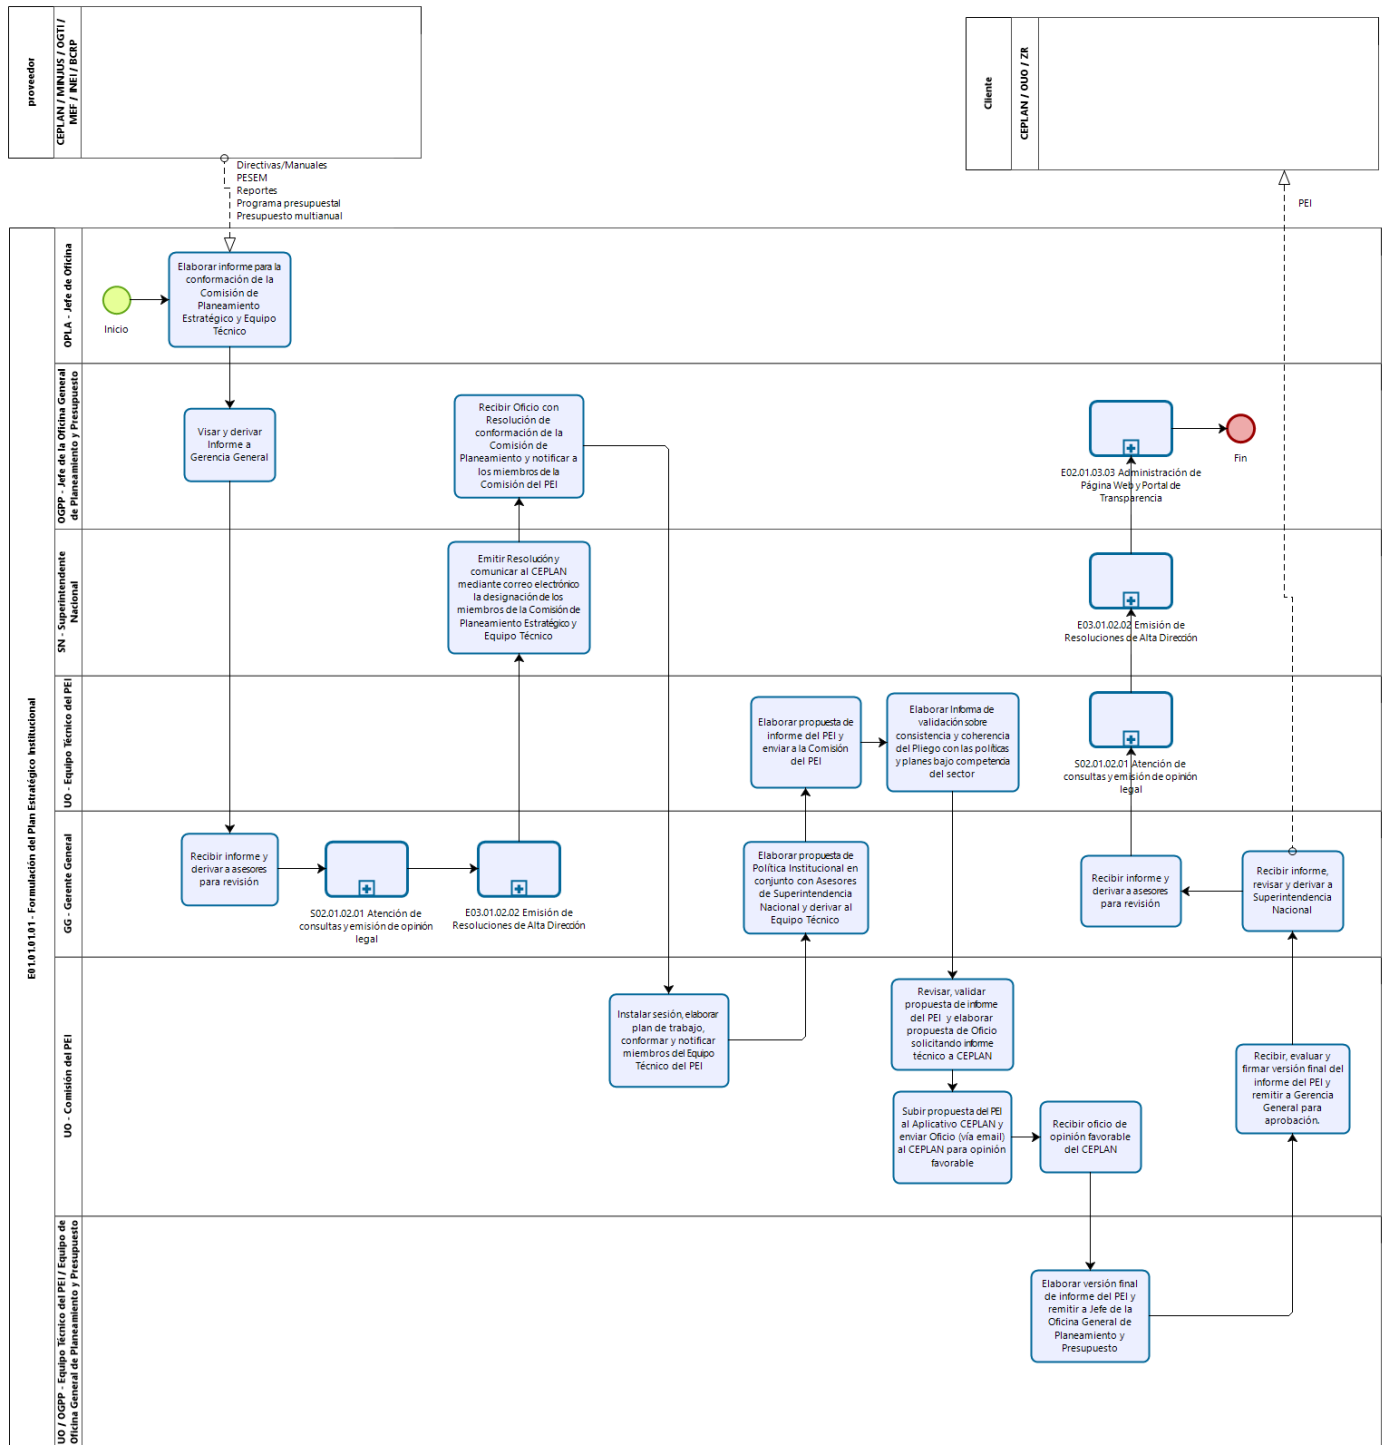 proveedor
CEPLAN / MINJUS / OGTI /
MEF / INEI / BCRP
Cliente
CEPLAN / OUO / ZR
Directivas/Manuales
PESEM
Reportes
Programa presupuestal
Presupuesto multianual
PEI
E01.01.01.01 - Formulación del Plan Estratégico Institucional
OPLA - Jefe de Oficina
Inicio
Elaborar informe para la
conformación de la
Comisión de
Planeamiento
Estratégico y Equipo
Técnico
OGPP - Jefe de la Oficina General
de Planeamiento y Presupuesto
Visar y derivar
Informe a
Gerencia General
Recibir Oficio con
Resolución de
conformación de la
Comisión de
Planeamiento y notificar a
los miembros de la
Comisión del PEI
E02.01.03.03 Administración de
Página Web y Portal de
Transparencia
Fin
SN - Superintendente
Nacional
Emitir Resolución y
comunicar al CEPLAN
mediante correo electrónico
la designación de los
miembros de la Comisión de
Planeamiento Estratégico y
Equipo Técnico
E03.01.02.02 Emisión de
Resoluciones de Alta Dirección
UO - Equipo Técnico del PEI
Elaborar propuesta de
informe del PEI y
enviar a la Comisión
del PEI
Elaborar Informa de
validación sobre
consistencia y coherencia
del Pliego con las políticas
y planes bajo competencia
del sector
S02.01.02.01 Atención de
consultas y emisión de opinión
legal
GG - Gerente General
Recibir informe y
derivar a asesores
para revisión
S02.01.02.01 Atención de
consultas y emisión de opinión
legal
E03.01.02.02 Emisión de
Resoluciones de Alta Dirección
Elaborar propuesta de
Política Institucional en
conjunto con Asesores
de Superintendencia
Nacional y derivar al
Equipo Técnico
Recibir informe y
derivar a asesores
para revisión
Recibir informe,
revisar y derivar a
Superintendencia
Nacional
UO - Comisión del PEI
Instalar sesión, elaborar
plan de trabajo,
conformar y notificar
miembros del Equipo
Técnico del PEI
Revisar, validar
propuesta de informe
del PEI y elaborar
propuesta de Oficio
solicitando informe
técnico a CEPLAN
Subir propuesta del PEI
al Aplicativo CEPLAN y
enviar Oficio (vía email)
al CEPLAN para opinión
favorable
Recibir oficio de
opinión favorable
del CEPLAN
Recibir, evaluar y
firmar versión final del
informe del PEI y
remitir a Gerencia
General para
aprobación.
UO / OGPP - Equipo Técnico del PEI / Equipo de
Oficina General de Planeamiento y Presupuesto
Elaborar versión final
de informe del PEI y
remitir a Jefe de la
Oficina General de
Planeamiento y
Presupuesto